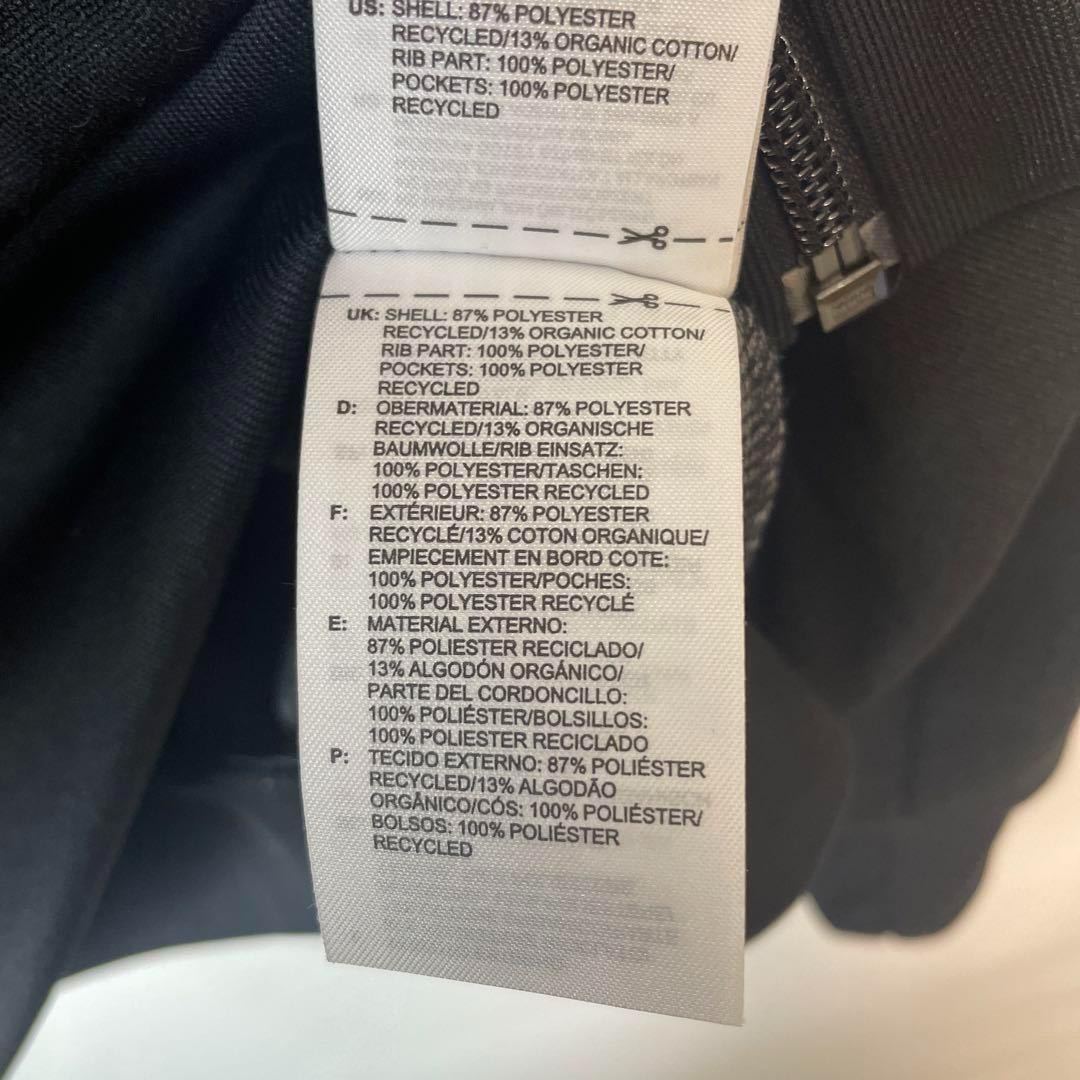 US: SHELL: 87% POLYESTER
RECYCLED/13% ORGANIC COTTON/
RIB PART: 100% POLYESTER/
POCKETS: 100% POLYESTER
RECYCLED
UK: SHELL: 87% POLYESTER
RECYCLED/13% ORGANIC COTTON/
RIB PART: 100% POLYESTER/
POCKETS: 100% POLYESTER
RECYCLED
D: OBERMATERIAL: 87% POLYESTER
RECYCLED/13% ORGANISCHE
BAUMWOLLE/RIB EINSATZ:
100% POLYESTER/TASCHEN:
100% POLYESTER RECYCLED
F: EXTÉRIEUR: 87% POLYESTER
RECYCLÉ/13% COTON ORGANIQUE/
EMPIECEMENT EN BORD COTE:
100% POLYESTER/POCHES:
100% POLYESTER RECYCLÉ
E: MATERIAL EXTERNO:
87% POLIESTER RECICLADO/
13% ALGODÓN ORGÁNICO/
PARTE DEL CORDONCILLO:
100% POLIÉSTER/BOLSILLOS:
100% POLIESTER RECICLADO
P: TECIDO EXTERNO: 87% POLIÉSTER
RECYCLED/13% ALGODÃO
ORGÂNICO/CÓS: 100% POLIÉSTER/
BOLSOS: 100% POLIÉSTER
RECYCLED